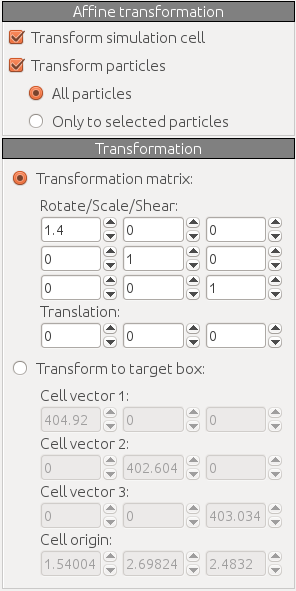 Affine transformation
Transform simulation cell
Transform particles
All particles
Only to selected particles
Transformation
Transformation matrix:
Rotate/Scale/Shear:
1.4 0 0
0 1 0
0 0 1
Translation:
0 0 0
Transform to target box:
Cell vector 1:
404.92 0 0
Cell vector 2:
0 402.604 0
Cell vector 3:
0 0 403.034
Cell origin:
1.54004 2.69824 2.4832